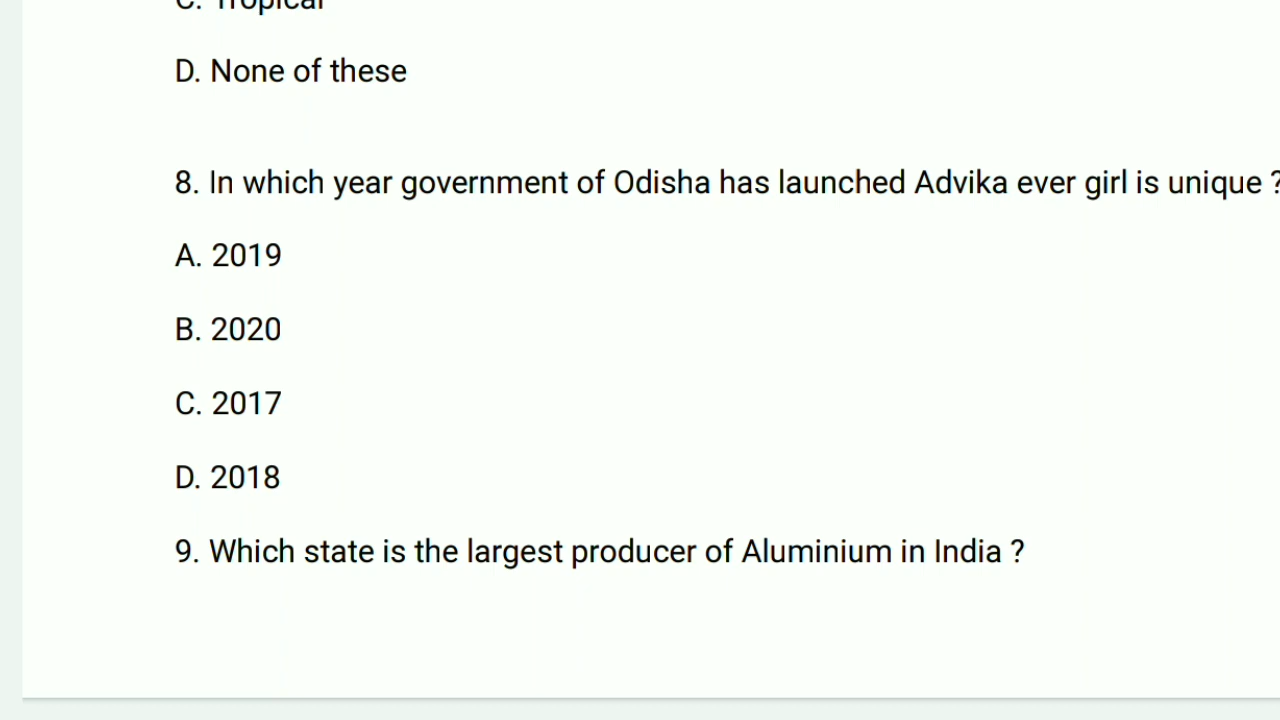 C. Tropical
D. None of these
8. In which year government of Odisha has launched Advika ever girl is unique ?
A. 2019
B. 2020
C. 2017
D. 2018
9. Which state is the largest producer of Aluminium in India ?